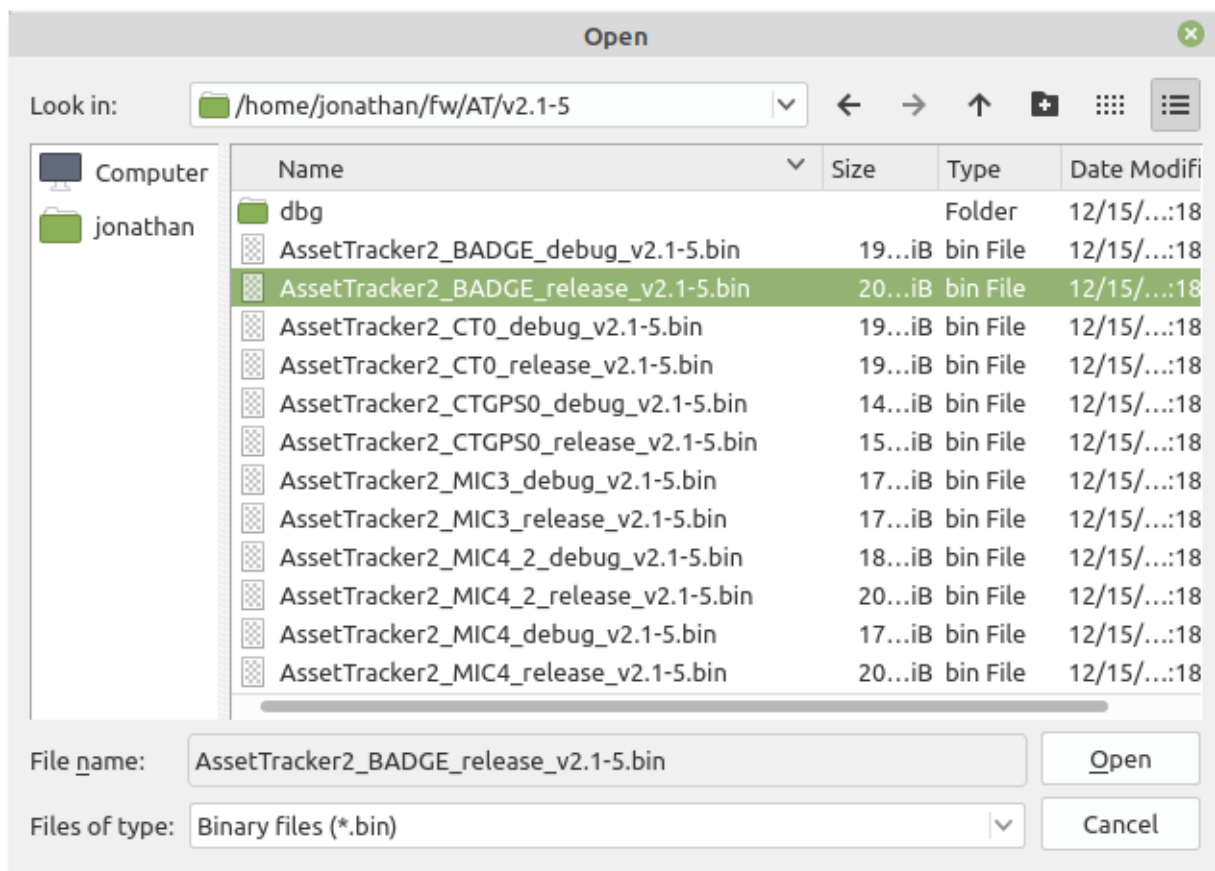 Open
Look in: /home/jonathan/fw/AT/v2.1-5
Computer
jonathan
Name Size Type Date Modifi
dbg Folder 12/15/...:18
AssetTracker2_BADGE_debug_v2.1-5.bin 19...iB bin File 12/15/...:18
AssetTracker2_BADGE_release_v2.1-5.bin 20...iB bin File 12/15/...:18
AssetTracker2_CT0_debug_v2.1-5.bin 19...iB bin File 12/15/...:18
AssetTracker2_CT0_release_v2.1-5.bin 19...iB bin File 12/15/...:18
AssetTracker2_CTGPS0_debug_v2.1-5.bin 14...iB bin File 12/15/...:18
AssetTracker2_CTGPS0_release_v2.1-5.bin 15...iB bin File 12/15/...:18
AssetTracker2_MIC3_debug_v2.1-5.bin 17...iB bin File 12/15/...:18
AssetTracker2_MIC3_release_v2.1-5.bin 17...iB bin File 12/15/...:18
AssetTracker2_MIC4_2_debug_v2.1-5.bin 18...iB bin File 12/15/...:18
AssetTracker2_MIC4_2_release_v2.1-5.bin 20...iB bin File 12/15/...:18
AssetTracker2_MIC4_debug_v2.1-5.bin 17...iB bin File 12/15/...:18
AssetTracker2_MIC4_release_v2.1-5.bin 20...iB bin File 12/15/...:18
File name: AssetTracker2_BADGE_release_v2.1-5.bin Open
Files of type: Binary files (*.bin) Cancel